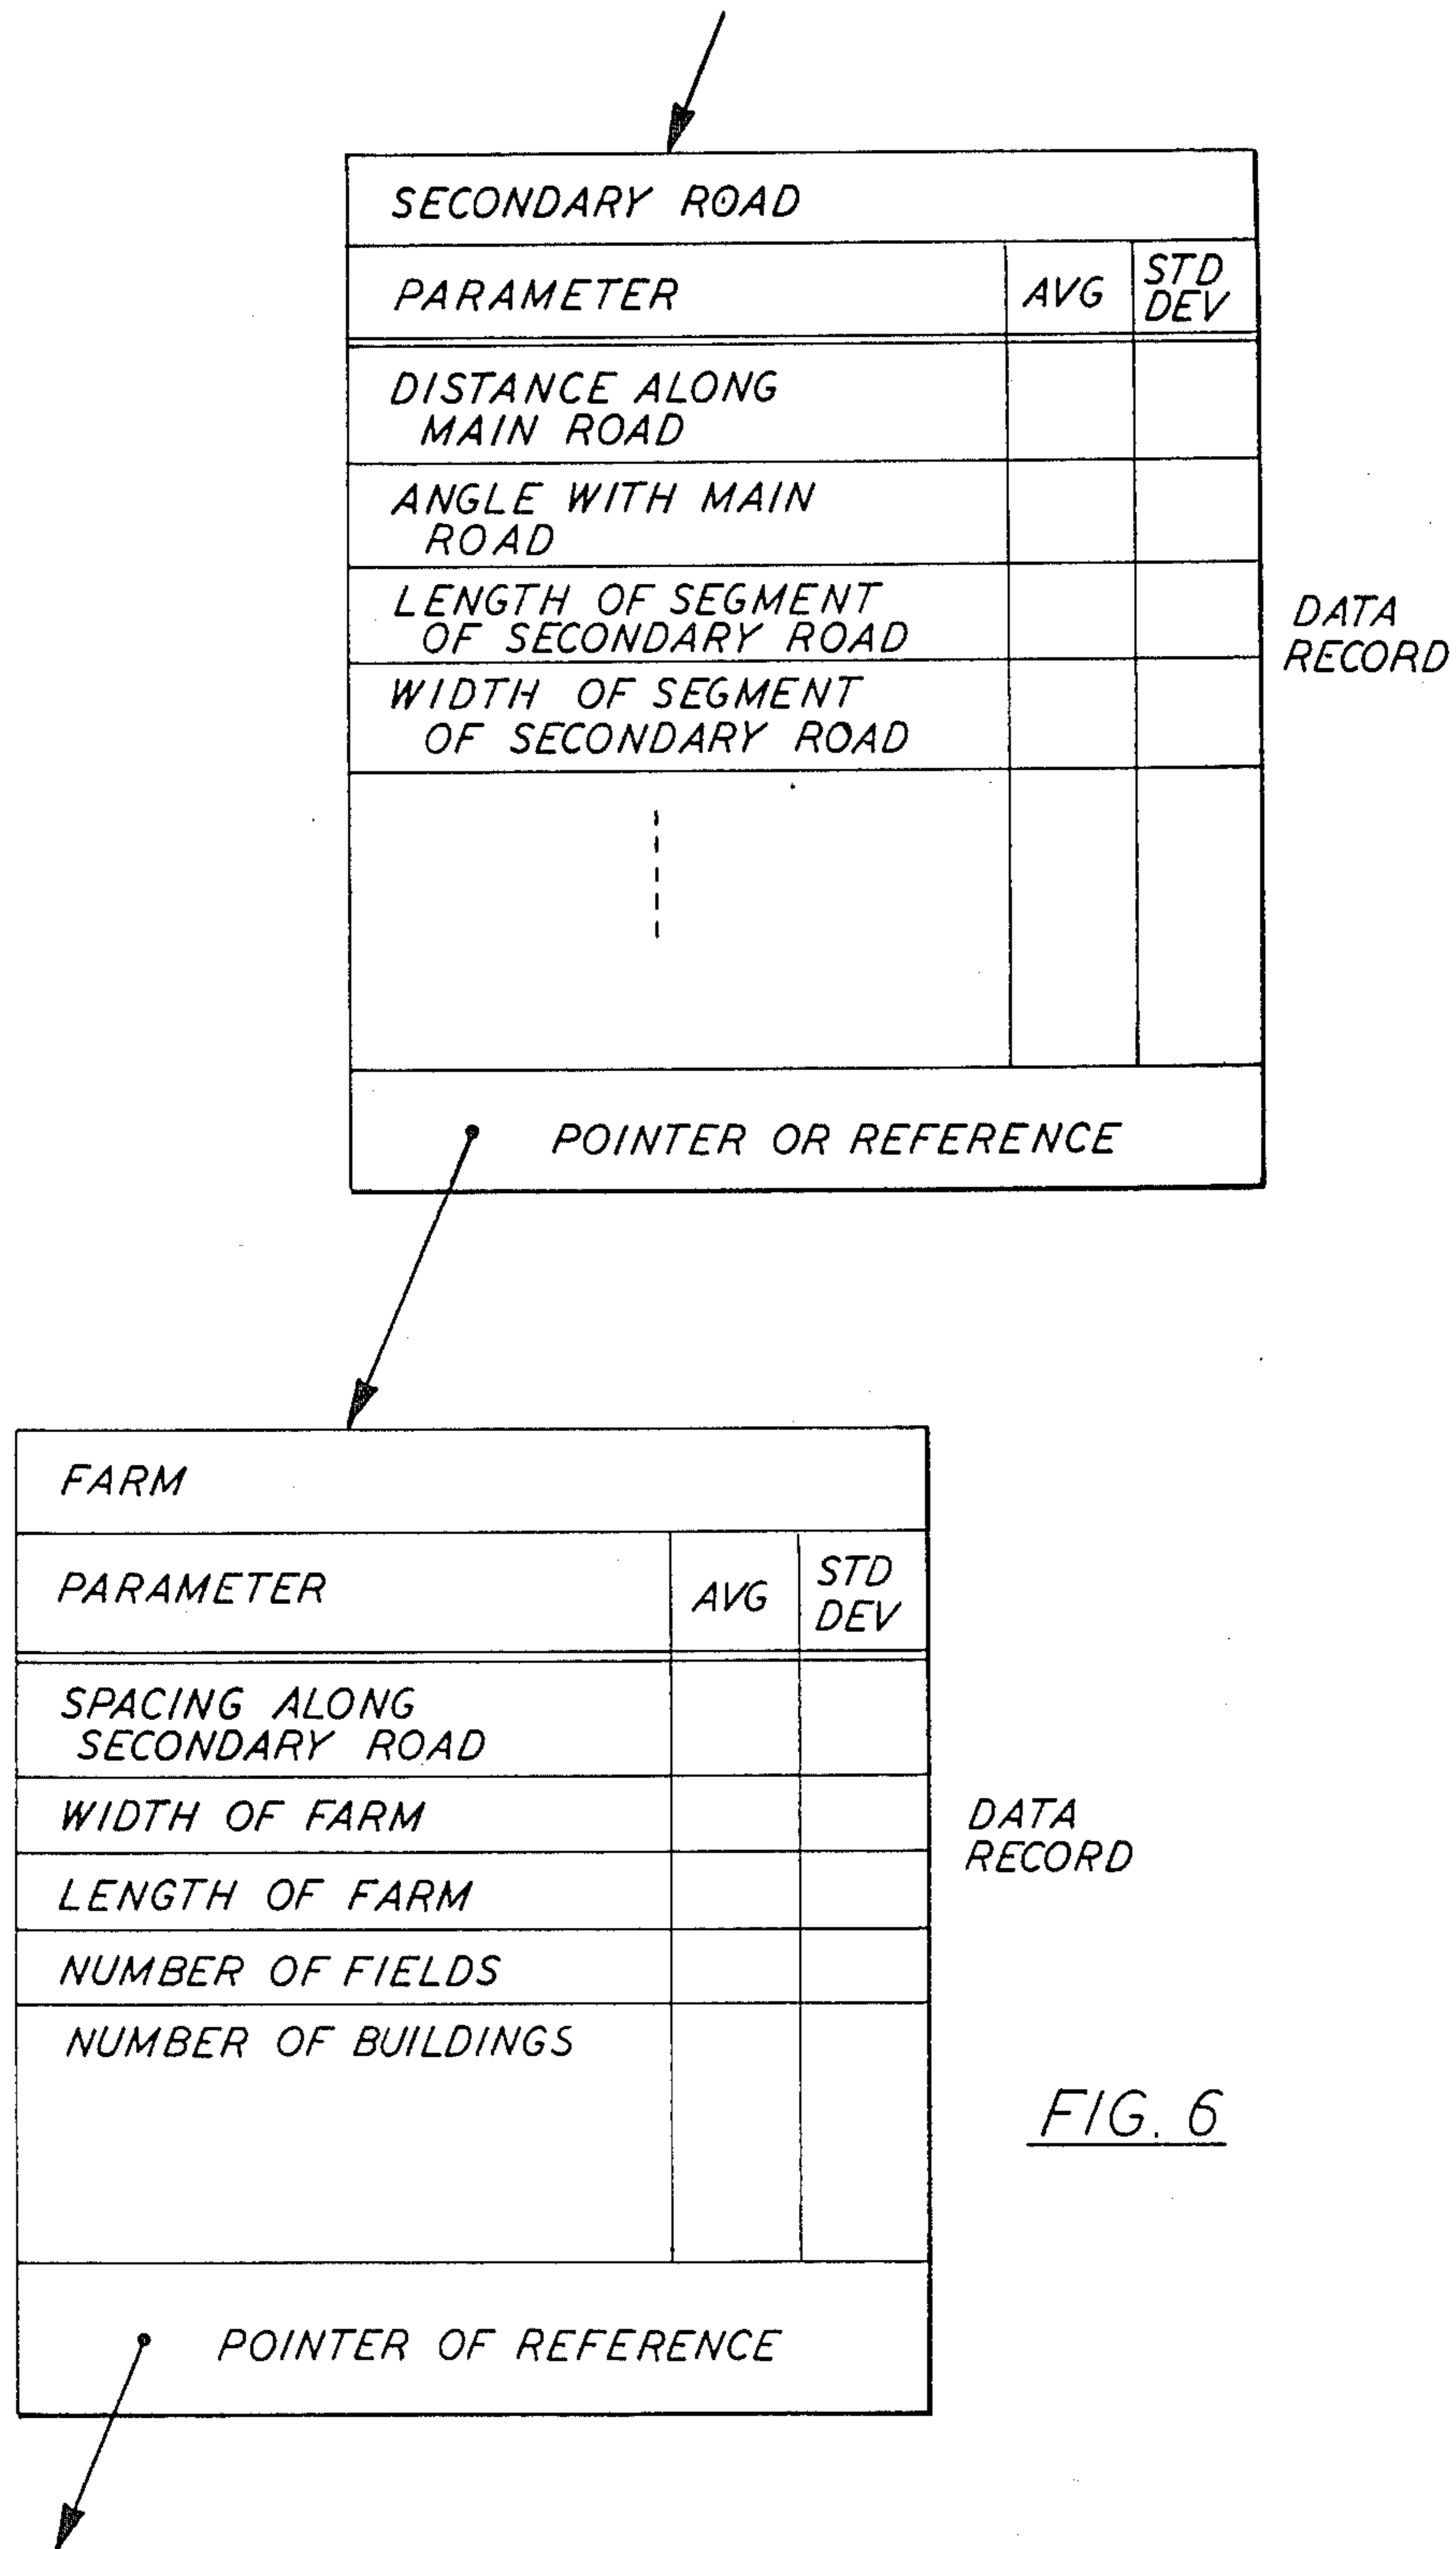 SECONDARY ROAD
PARAMETER AVG STD
DEV
DISTANCE ALONG
MAIN ROAD
ANGLE WITH MAIN
ROAD
LENGTH OF SEGMENT
OF SECONDARY ROAD
WIDTH OF SEGMENT
OF SECONDARY ROAD
DATA
RECORD
POINTER OR REFERENCE
FARM
PARAMETER AVG STD
DEV
SPACING ALONG
SECONDARY ROAD
WIDTH OF FARM
LENGTH OF FARM
NUMBER OF FIELDS
NUMBER OF BUILDINGS
DATA
RECORD
POINTER OF REFERENCE
FIG. 6